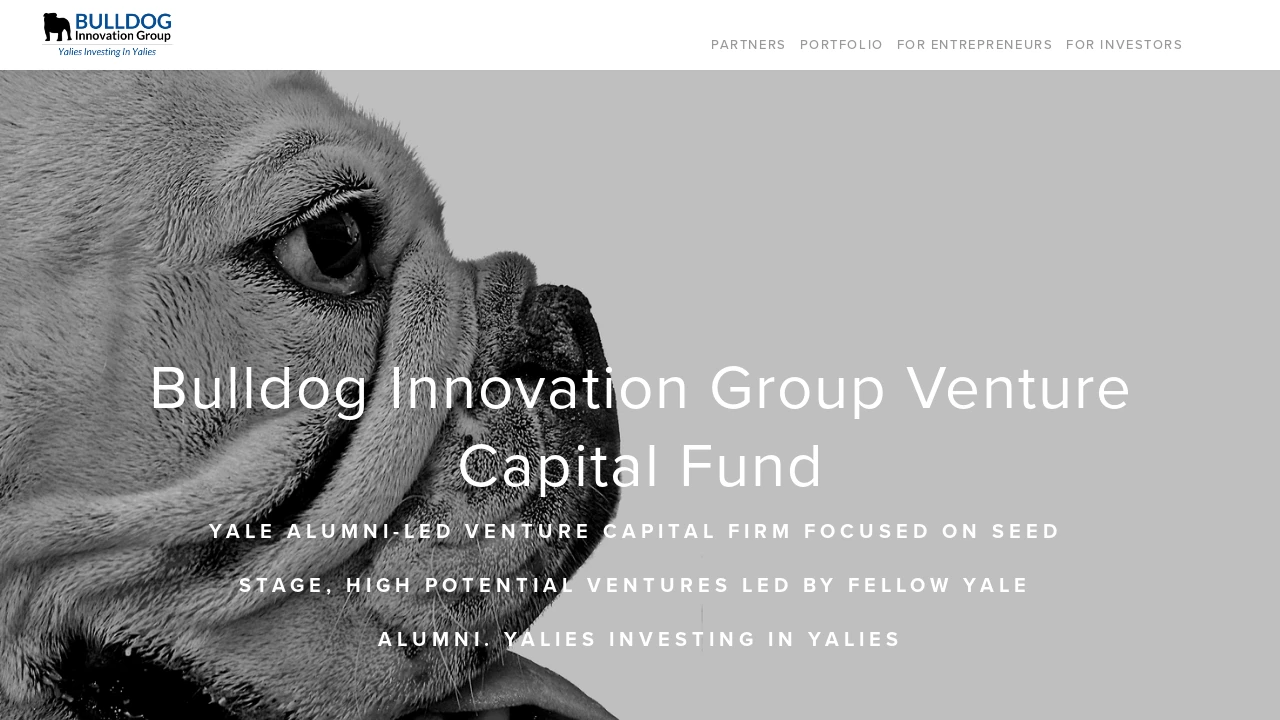 BULLDOG
Innovation Group
Yalies Investing In Yalies
PARTNERS PORTFOLIO FOR ENTREPRENEURS FOR INVESTORS
Bulldog Innovation Group Venture
Capital Fund
YALE ALUMNI-LED VENTURE CAPITAL FIRM FOCUSED ON SEED
STAGE, HIGH POTENTIAL VENTURES LED BY FELLOW YALE
ALUMNI. YALIES INVESTING IN YALIES